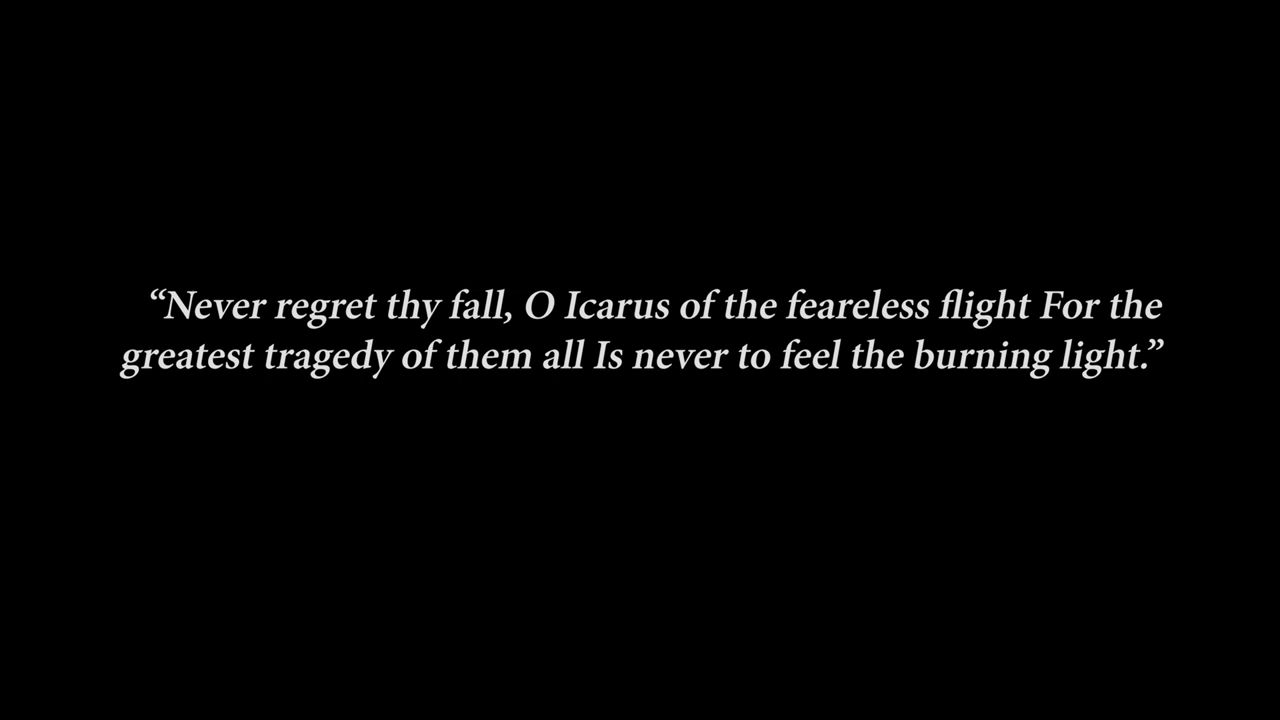 “Never regret thy fall, O Icarus of the feareless flight For the
greatest tragedy of them all Is never to feel the burning light.”